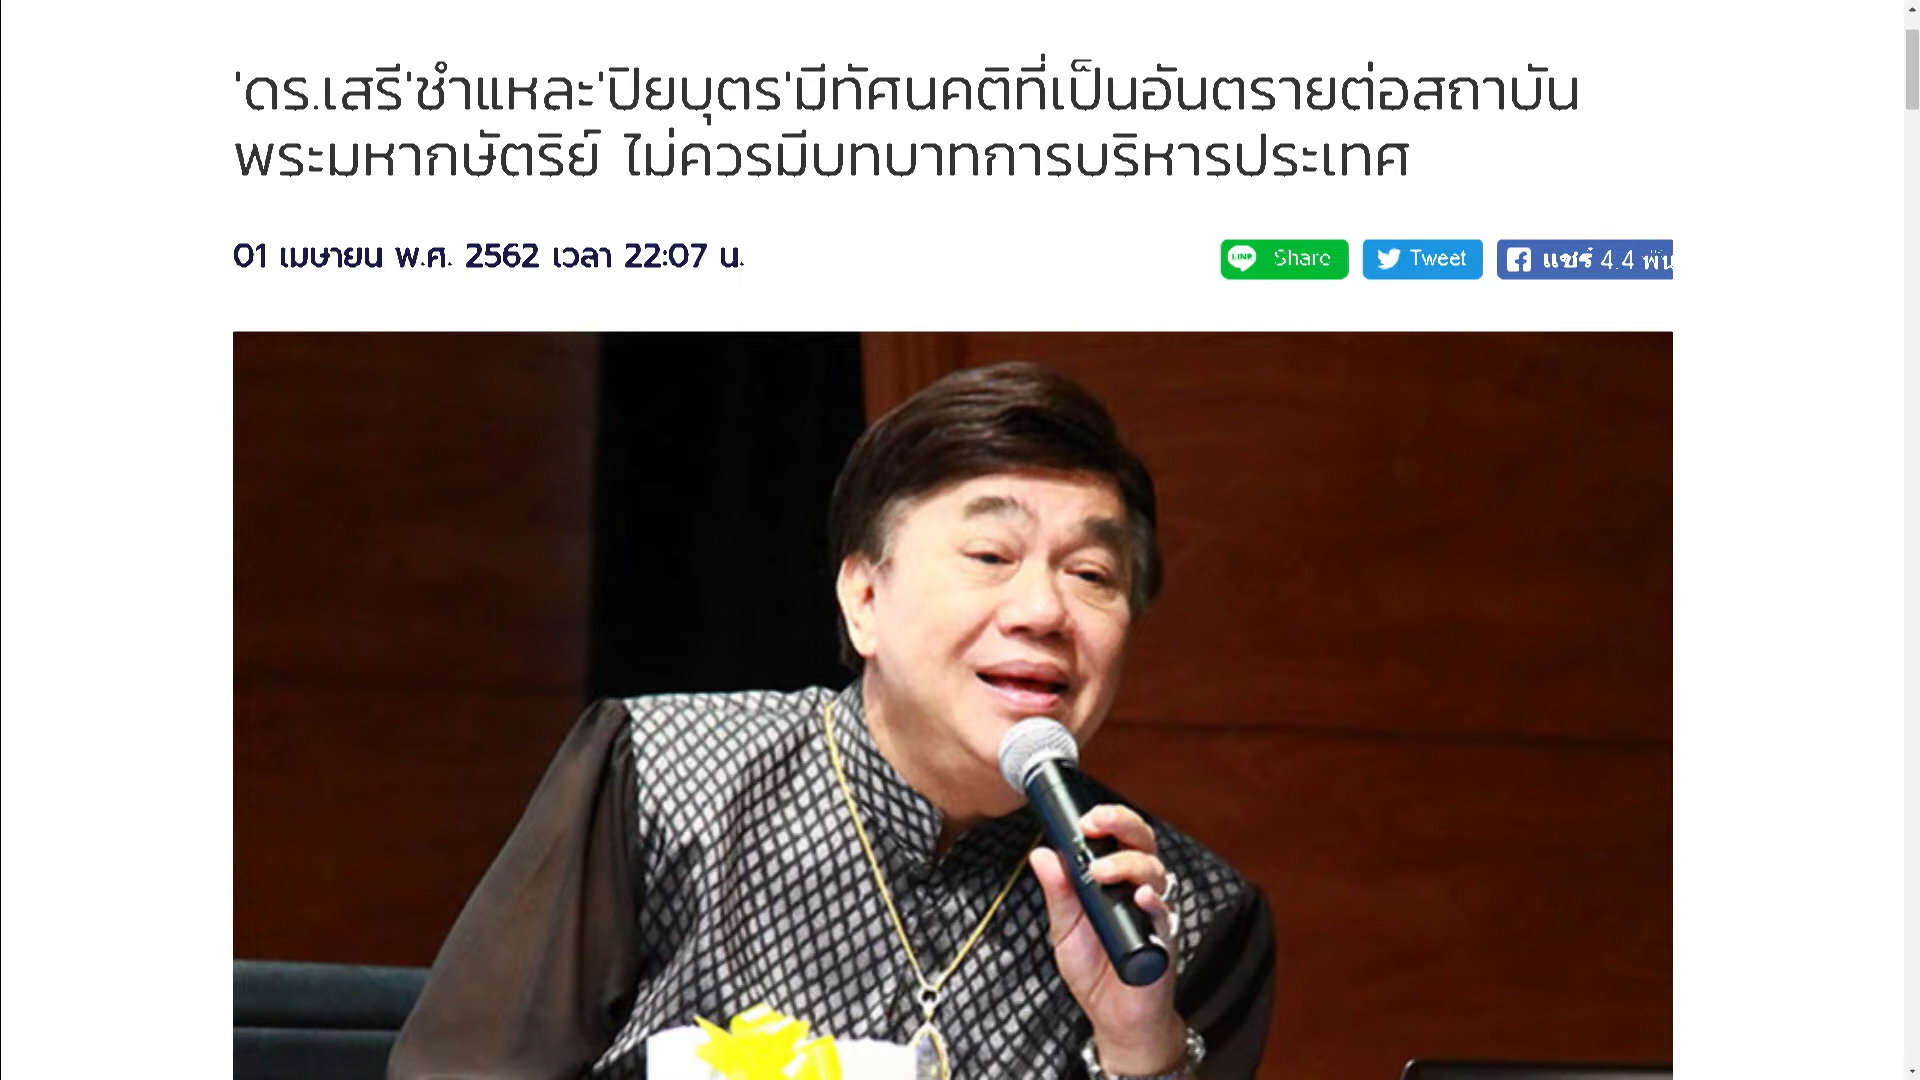 'ดร.เสรี'ชำแหละ'ปิยบุตร'มีทัศนคติที่เป็นอันตรายต่อสถาบัน
พระมหากษัตริย์ ไม่ควรมีบทบาทการบริหารประเทศ
01 เมษายน พ.ศ. 2562 เวลา 22:07 น.
LINE Share
Tweet
แชร์ 4.4 พัน